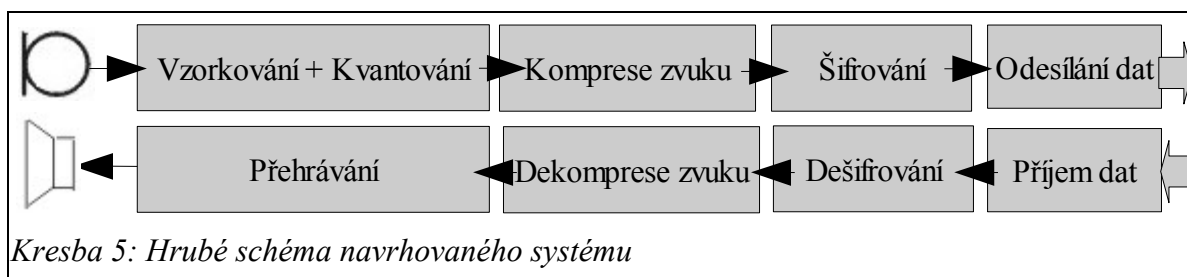 Vzorkování + Kvantování Komprese zvuku Šifrování Odesílání dat
Přehrávání Dekomprese zvuku Dešifrování Příjem dat
Kresba 5: Hrubé schéma navrhovaného systému